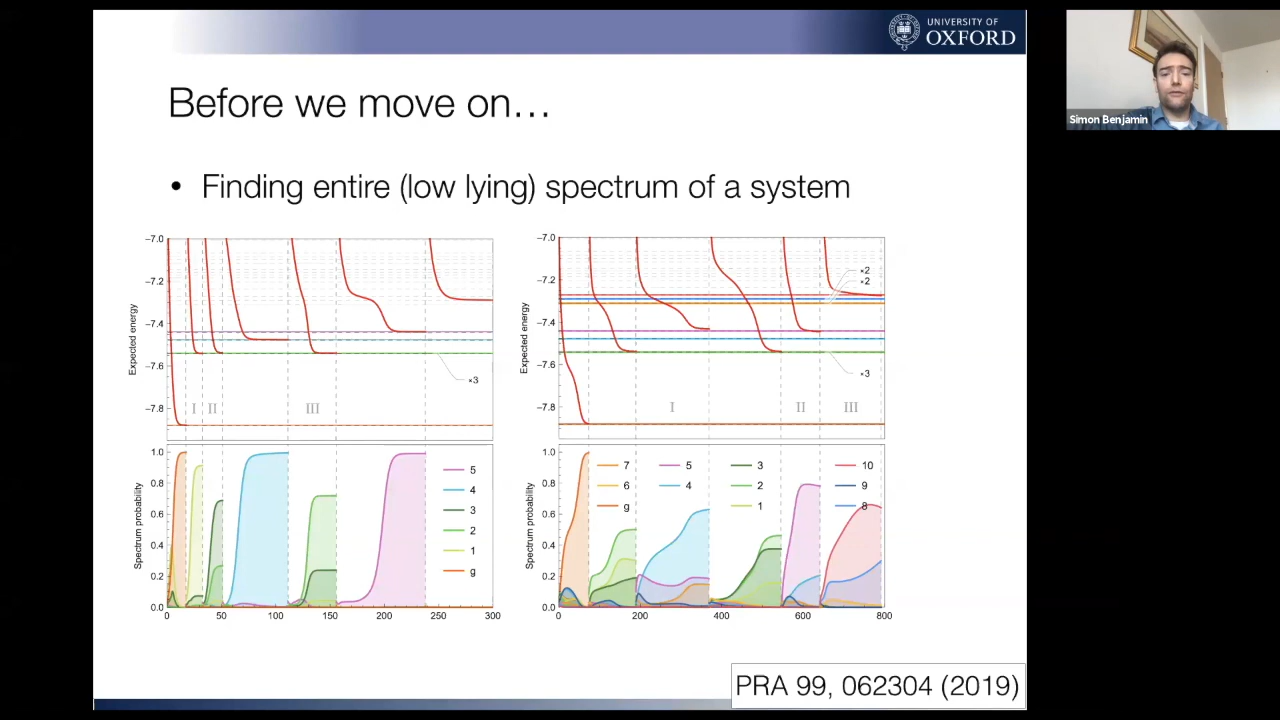 UNIVERSITY OF
OXFORD
Simon Benjamin
Before we move on…
• Finding entire (low lying) spectrum of a system
Expected energy
−7.0
−7.2
−7.4
−7.6
−7.8
I
II
III
×3
Spectrum probability
1.0
0.8
0.6
0.4
0.2
0.0
5
4
3
2
1
g
0
50
100
150
200
250
300
Expected energy
−7.0
−7.2
−7.4
−7.6
−7.8
×2
×2
×3
I
II
III
Spectrum probability
1.0
0.8
0.6
0.4
0.2
0.0
7 5 3 10
6 4 2 9
g 1 8
0
200
400
600
800
PRA 99, 062304 (2019)